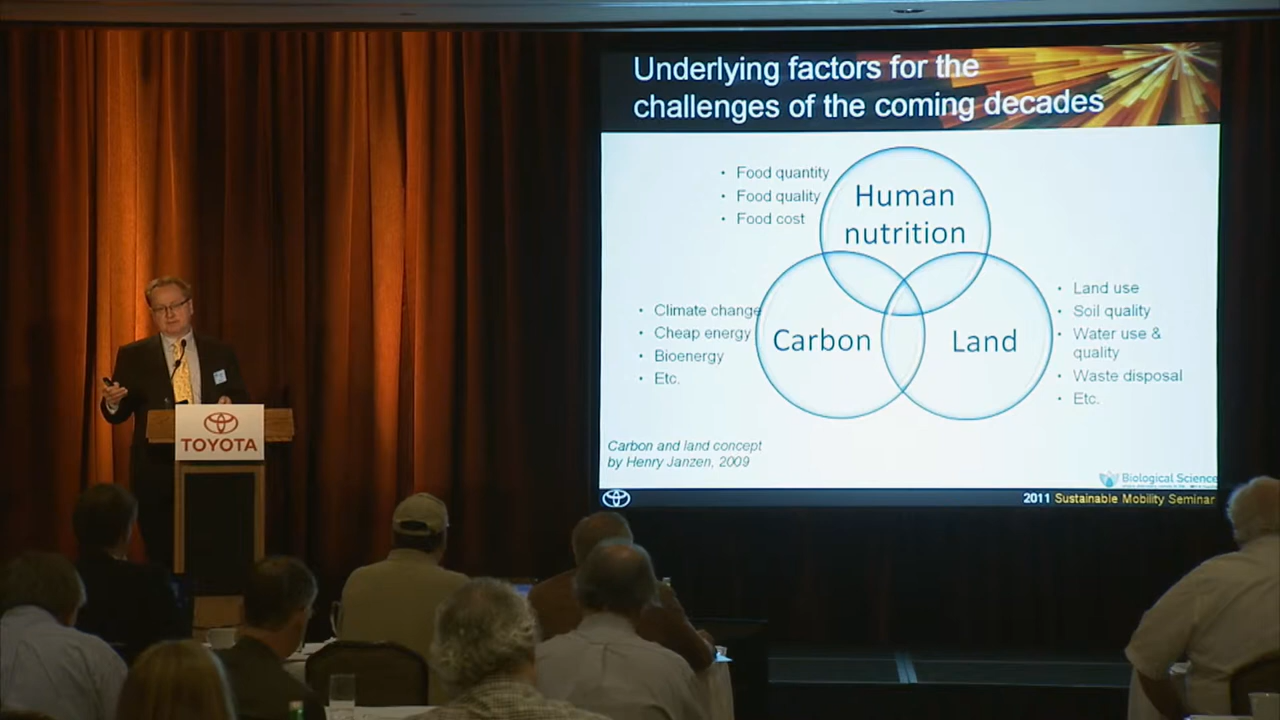 Underlying factors for the
challenges of the coming decades
• Food quantity
• Food quality
• Food cost
Human
nutrition
• Climate change
• Cheap energy
• Bioenergy
• Etc.
Carbon
Land
• Land use
• Soil quality
• Water use &
quality
• Waste disposal
• Etc.
Carbon and land concept
by Henry Janzen, 2009
Biological Science
2011 Sustainable Mobility Seminar
TOYOTA